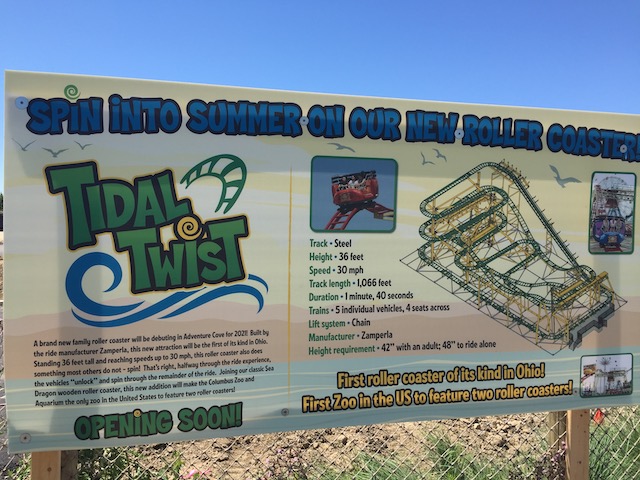 SPIN INTO SUMMER ON OUR NEW ROLLER COASTER!
TIDAL
TWIST
A brand new family roller coaster will be debuting in Adventure Cove for 2021! Built by
the ride manufacturer Zamperla, this new attraction will be the first of its kind in Ohio.
Standing 36 feet tall and reaching speeds up to 30 mph, this roller coaster also does
something most others do not – spin! That's right, halfway through the ride experience,
the vehicles "unlock" and spin through the remainder of the ride. Joining our classic Sea
Dragon wooden roller coaster, this new addition will make the Columbus Zoo and
Aquarium the only zoo in the United States to feature two roller coasters!
OPENING SOON!
Track • Steel
Height • 36 feet
Speed • 30 mph
Track length • 1,066 feet
Duration • 1 minute, 40 seconds
Trains • 5 individual vehicles, 4 seats across
Lift system • Chain
Manufacturer • Zamperla
Height requirement • 42" with an adult; 48" to ride alone
First roller coaster of its kind in Ohio!
First Zoo in the US to feature two roller coasters!